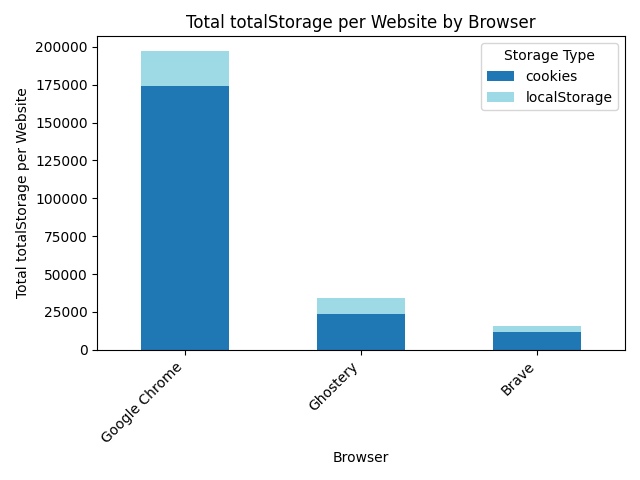 Total totalStorage per Website by Browser
Total totalStorage per Website
200000
175000
150000
125000
100000
75000
50000
25000
0
Storage Type
cookies
localStorage
Google Chrome
Ghostery
Brave
Browser